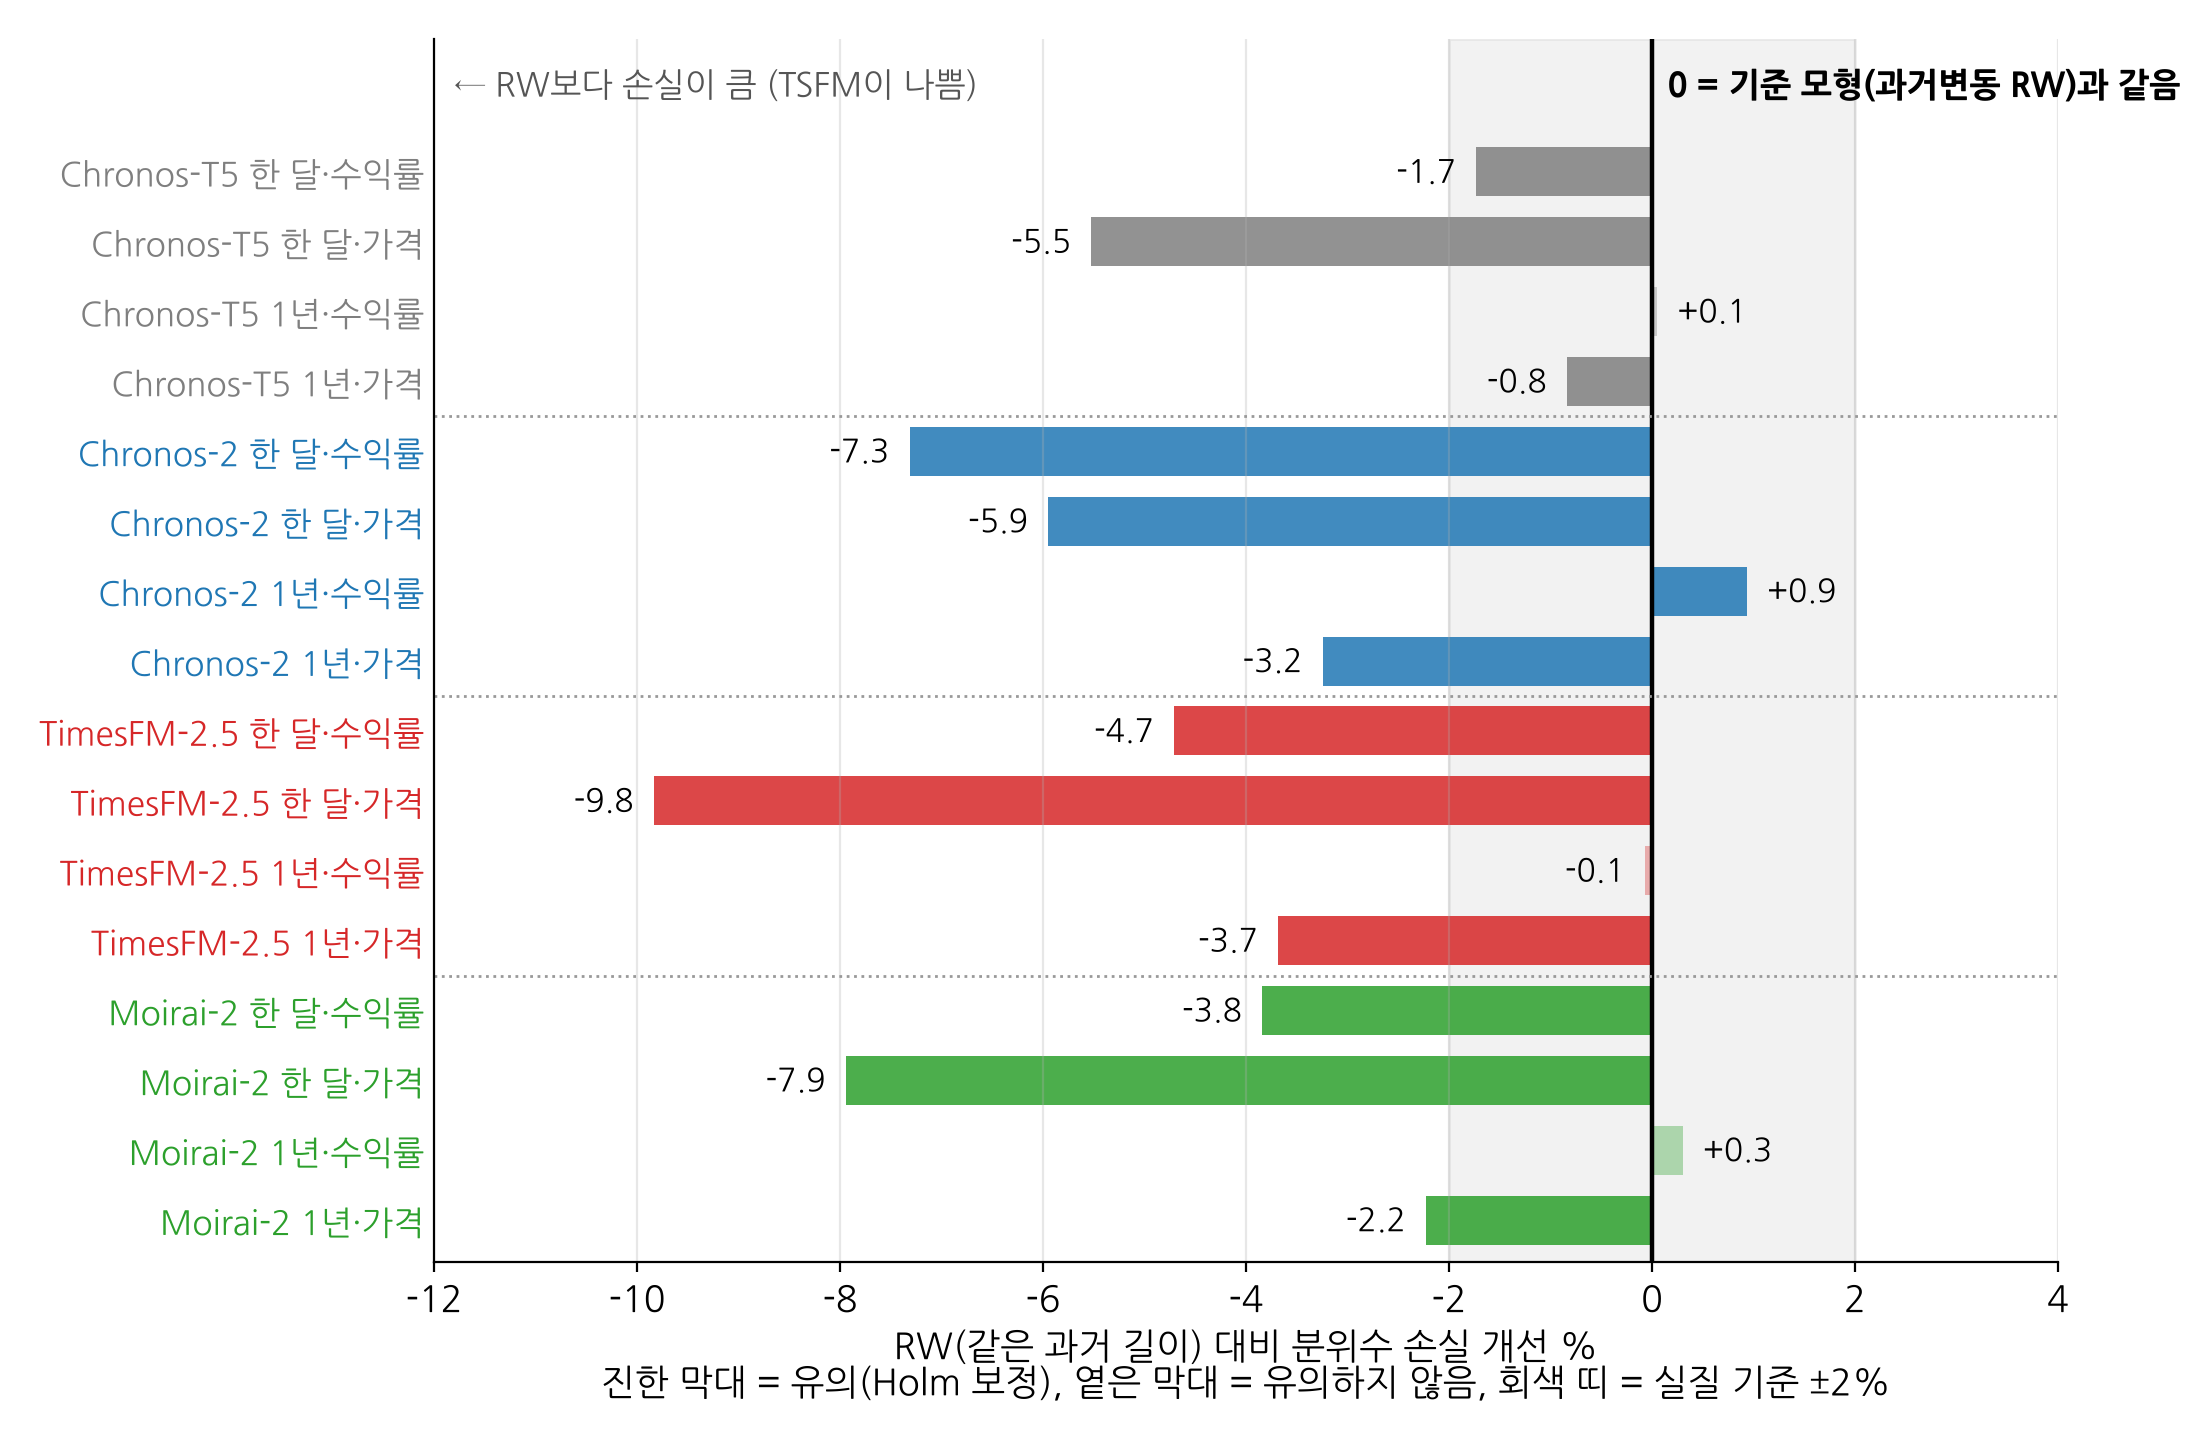 ← RW보다 손실이 큼 (TSFM이 나쁨)
0 = 기준 모형(과거변동 RW)과 같음
Chronos-T5 한 달·수익률 -1.7
Chronos-T5 한 달·가격 -5.5
Chronos-T5 1년·수익률 +0.1
Chronos-T5 1년·가격 -0.8
Chronos-2 한 달·수익률 -7.3
Chronos-2 한 달·가격 -5.9
Chronos-2 1년·수익률 +0.9
Chronos-2 1년·가격 -3.2
TimesFM-2.5 한 달·수익률 -4.7
TimesFM-2.5 한 달·가격 -9.8
TimesFM-2.5 1년·수익률 -0.1
TimesFM-2.5 1년·가격 -3.7
Moirai-2 한 달·수익률 -3.8
Moirai-2 한 달·가격 -7.9
Moirai-2 1년·수익률 +0.3
Moirai-2 1년·가격 -2.2
-12 -10 -8 -6 -4 -2 0 2 4
RW(같은 과거 길이) 대비 분위수 손실 개선 %
진한 막대 = 유의(Holm 보정), 옅은 막대 = 유의하지 않음, 회색 띠 = 실질 기준 ±2%